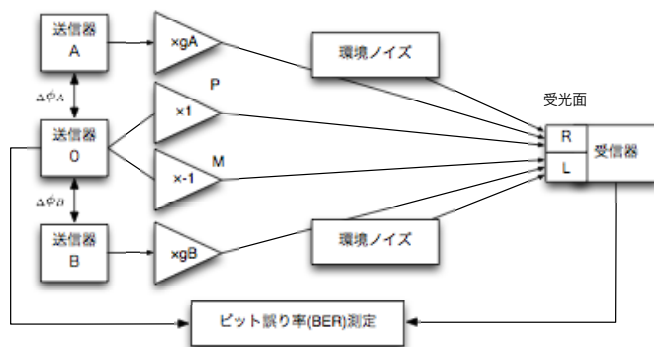 送信器
A
×gA
環境ノイズ
受光面
ΔφA
P
×1
R
受信器
送信器
0
M
×-1
L
ΔφB
送信器
B
×gB
環境ノイズ
ビット誤り率(BER)測定